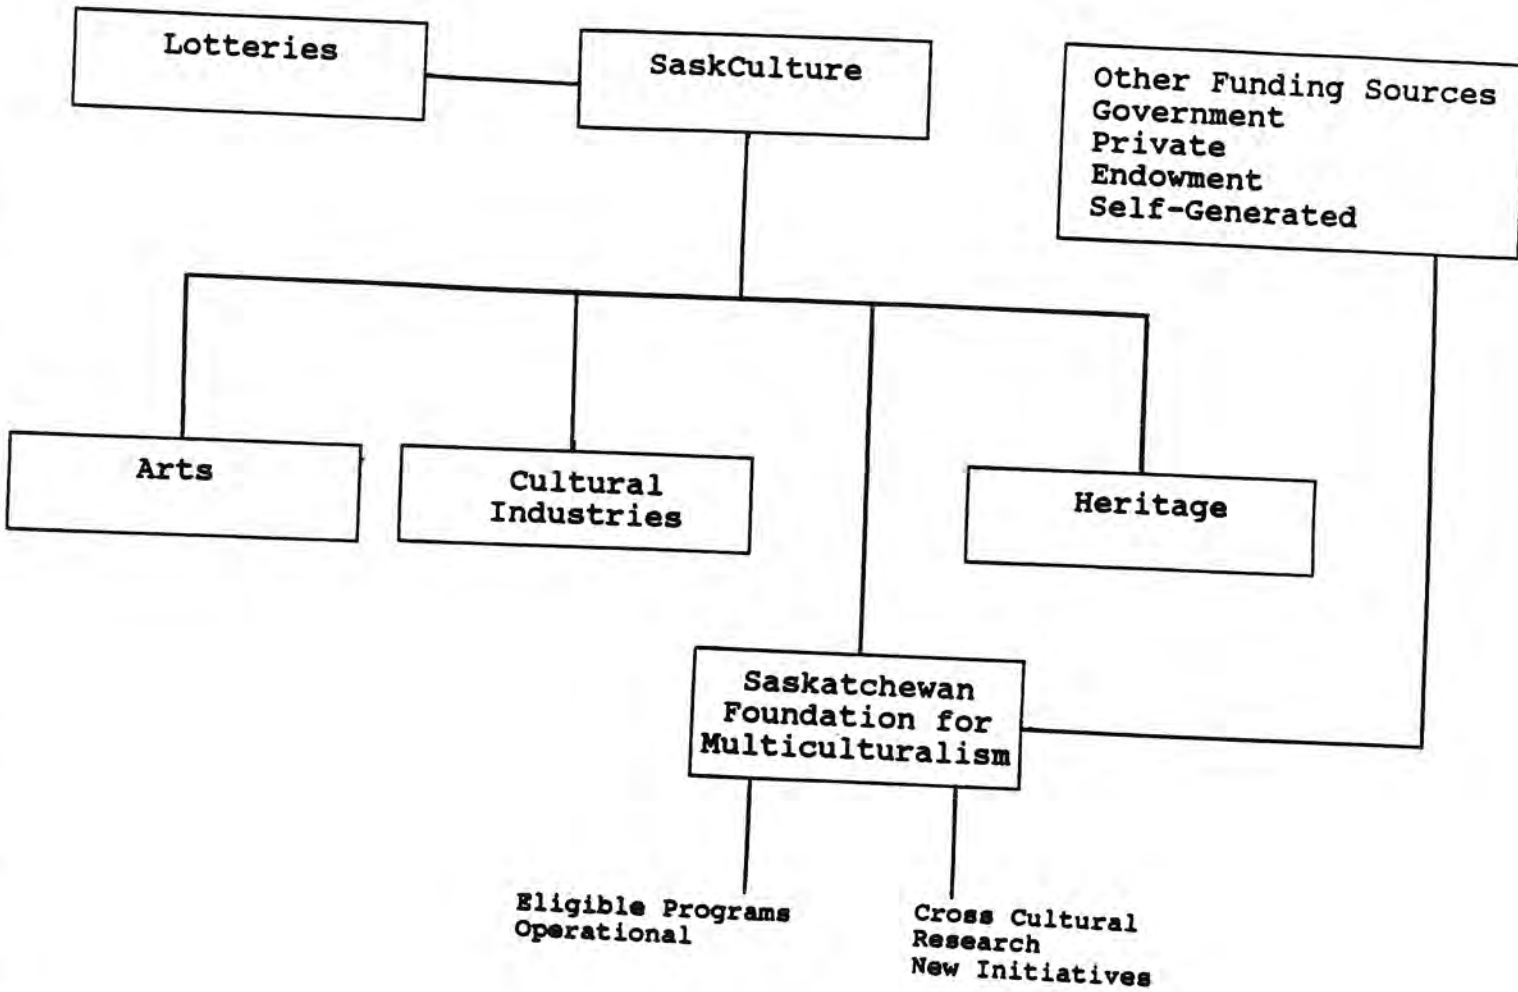 Lotteries
SaskCulture
Other Funding Sources
Government
Private
Endowment
Self-Generated
Arts
Cultural
Industries
Heritage
Saskatchewan
Foundation for
Multiculturalism
Eligible Programs
Operational
Cross Cultural
Research
New Initiatives